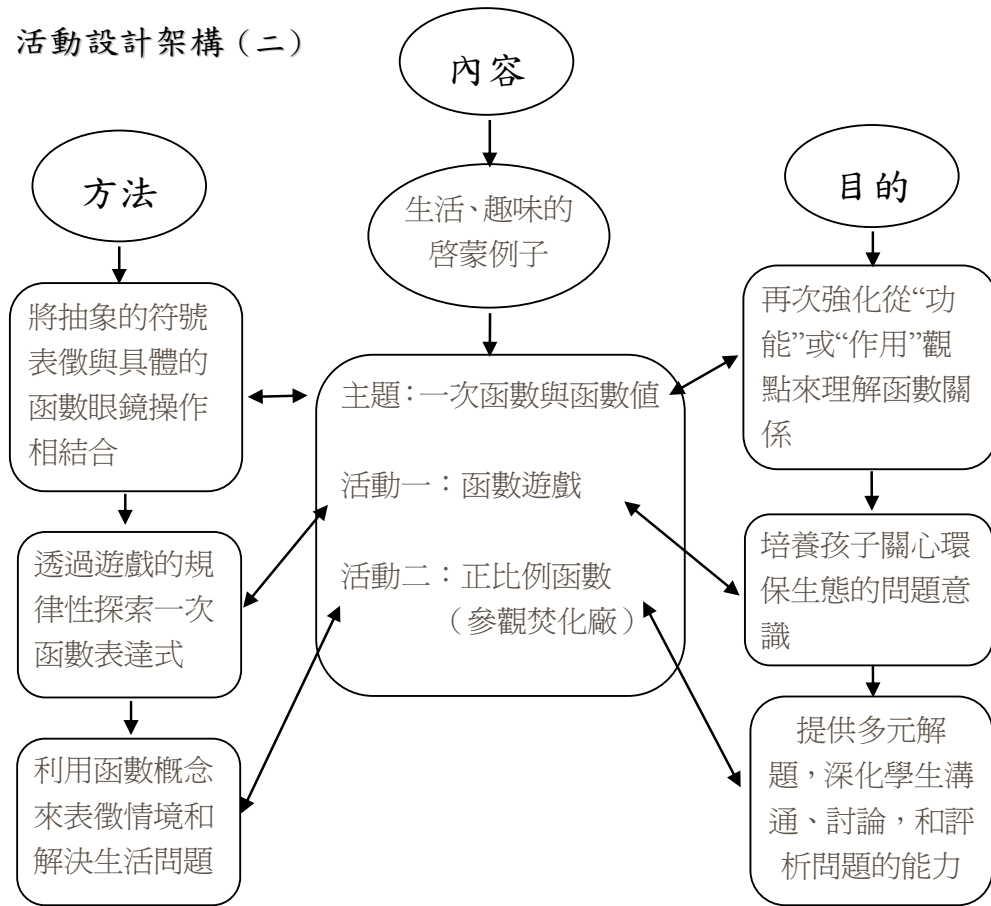 活動設計架構（二）
內容
方法
目的
生活、趣味的
啓蒙例子
將抽象的符號
表徵與具體的
函數眼鏡操作
相結合
透過遊戲的規
律性探索一次
函數表達式
利用函數概念
來表徵情境和
解決生活問題
主題：一次函數與函數值
活動一：函數遊戲
活動二：正比例函數
（參觀焚化廠）
再次強化從“功
能”或“作用”觀
點來理解函數關
係
培養孩子關心環
保生態的問題意
識
提供多元解
題，深化學生溝
通、討論，和評
析問題的能力